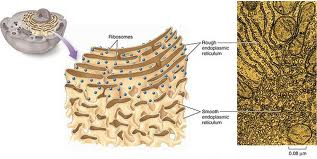 Ribosomes
Rough
endoplasmic
reticulum
Smooth
endoplasmic
reticulum
0.08 µm